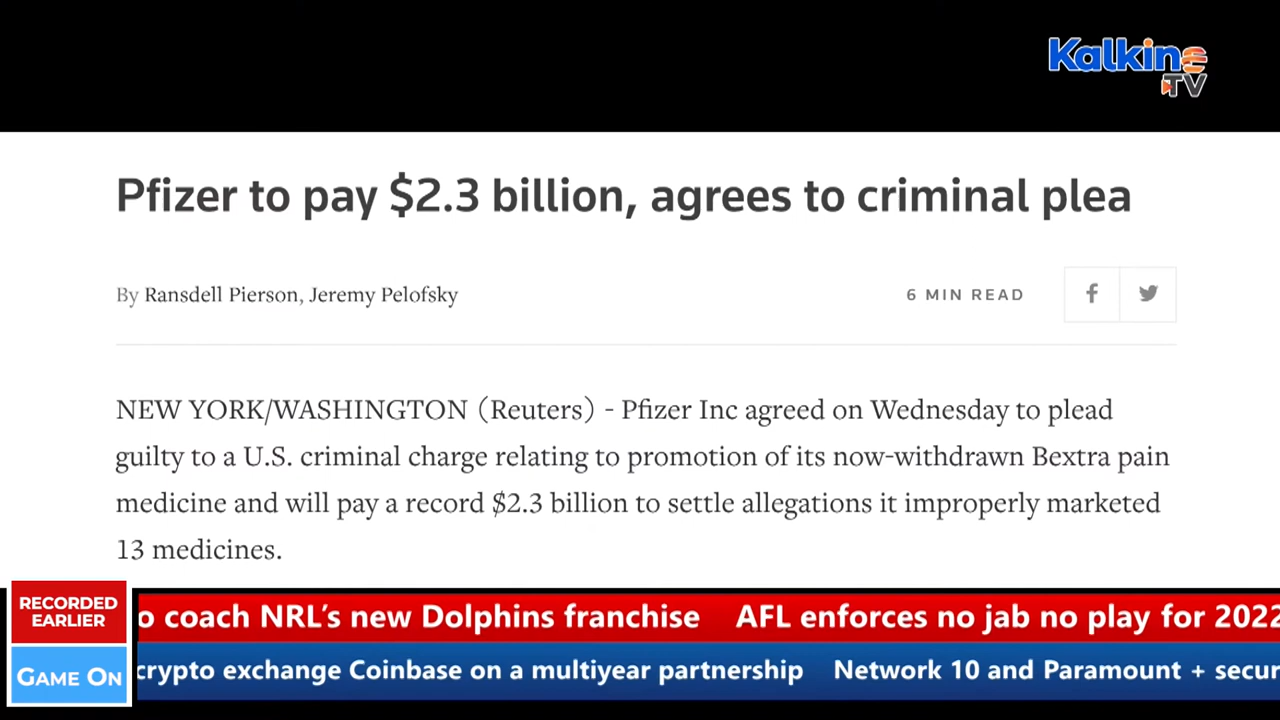 Kalkine
TV
Pfizer to pay $2.3 billion, agrees to criminal plea
By Ransdell Pierson, Jeremy Pelofsky
6 MIN READ
NEW YORK/WASHINGTON (Reuters) - Pfizer Inc agreed on Wednesday to plead
guilty to a U.S. criminal charge relating to promotion of its now-withdrawn Bextra pain
medicine and will pay a record $2.3 billion to settle allegations it improperly marketed
13 medicines.
RECORDED
EARLIER
o coach NRL's new Dolphins franchise AFL enforces no jab no play for 2022
GAME ON
crypto exchange Coinbase on a multiyear partnership Network 10 and Paramount + secur